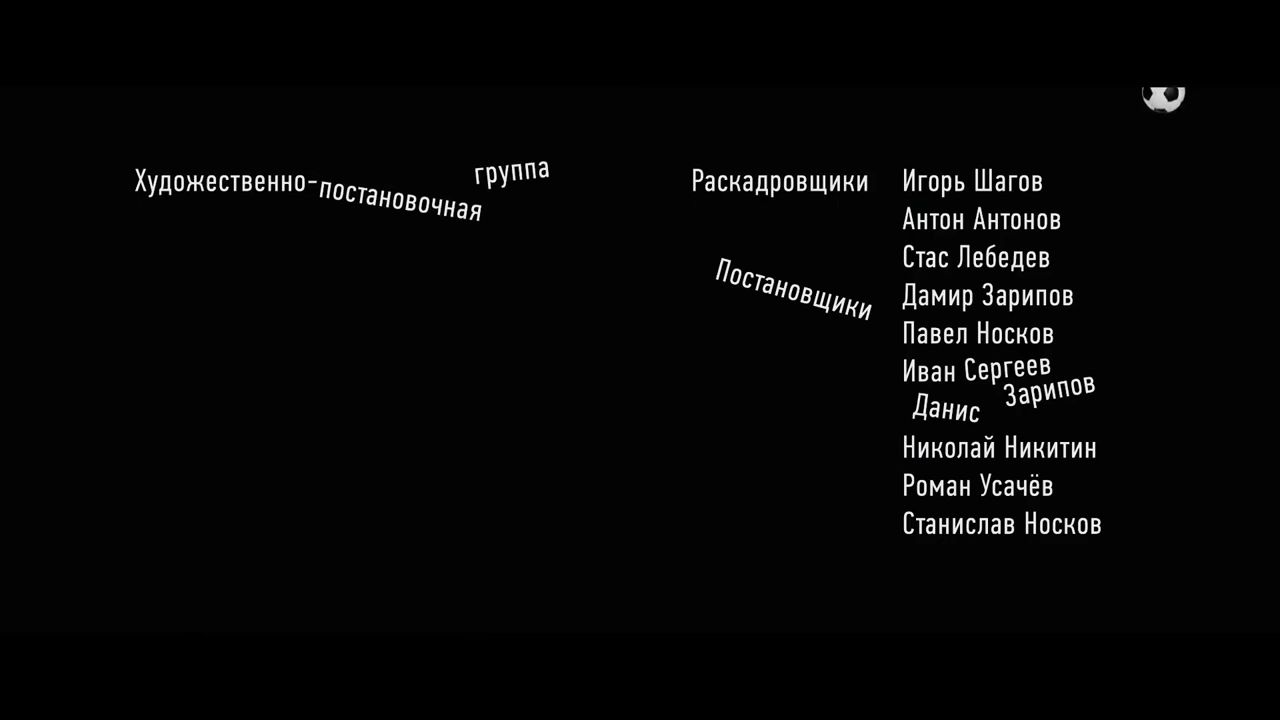 Художественно-постановочная группа
Раскадровщики Игорь Шагов
Антон Антонов
Стас Лебедев
Постановщики Дамир Зарипов
Павел Носков
Иван Сергеев
Данис Зарипов
Николай Никитин
Роман Усачёв
Станислав Носков